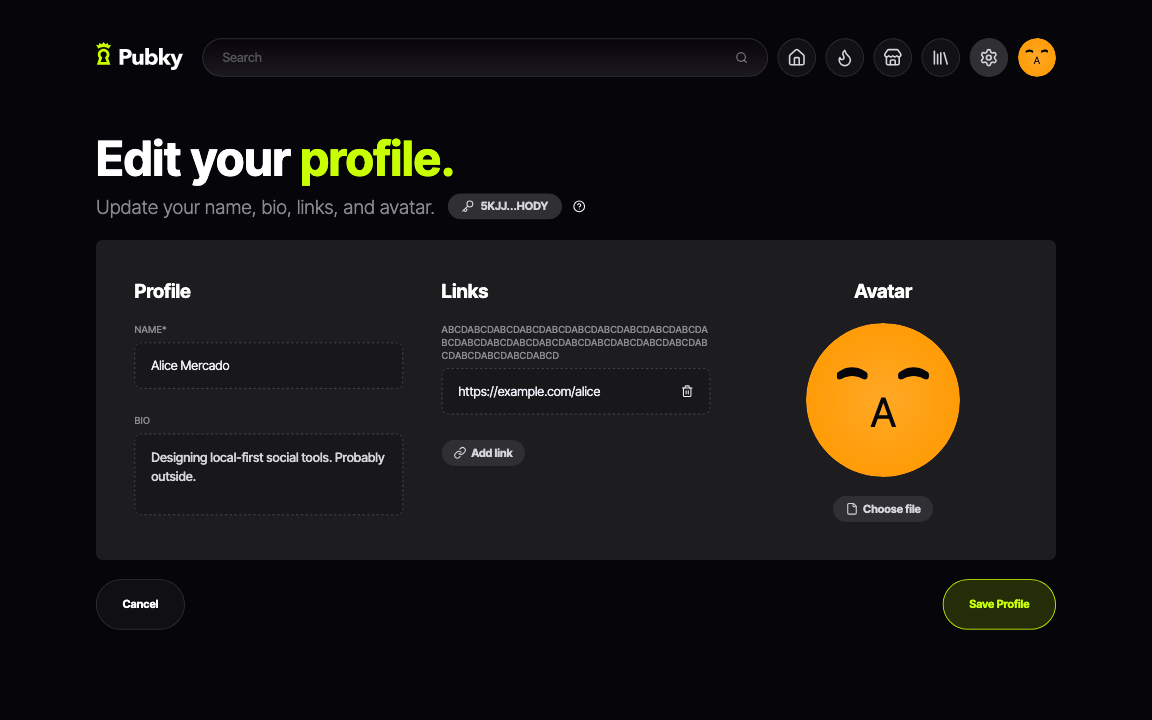 Pubky
Search
A
Edit your profile.
Update your name, bio, links, and avatar.
5KJJ...HODY
Profile
NAME*
Alice Mercado
BIO
Designing local-first social tools. Probably
outside.
Links
ABCDABCDABCDABCDABCDABCDABCDABCDABCDABCDA
BCDABCDABCDABCDABCDABCDABCDABCDABCDABCDAB
CDABCDABCDABCDABCD
https://example.com/alice
Add link
Avatar
A
Choose file
Cancel
Save Profile